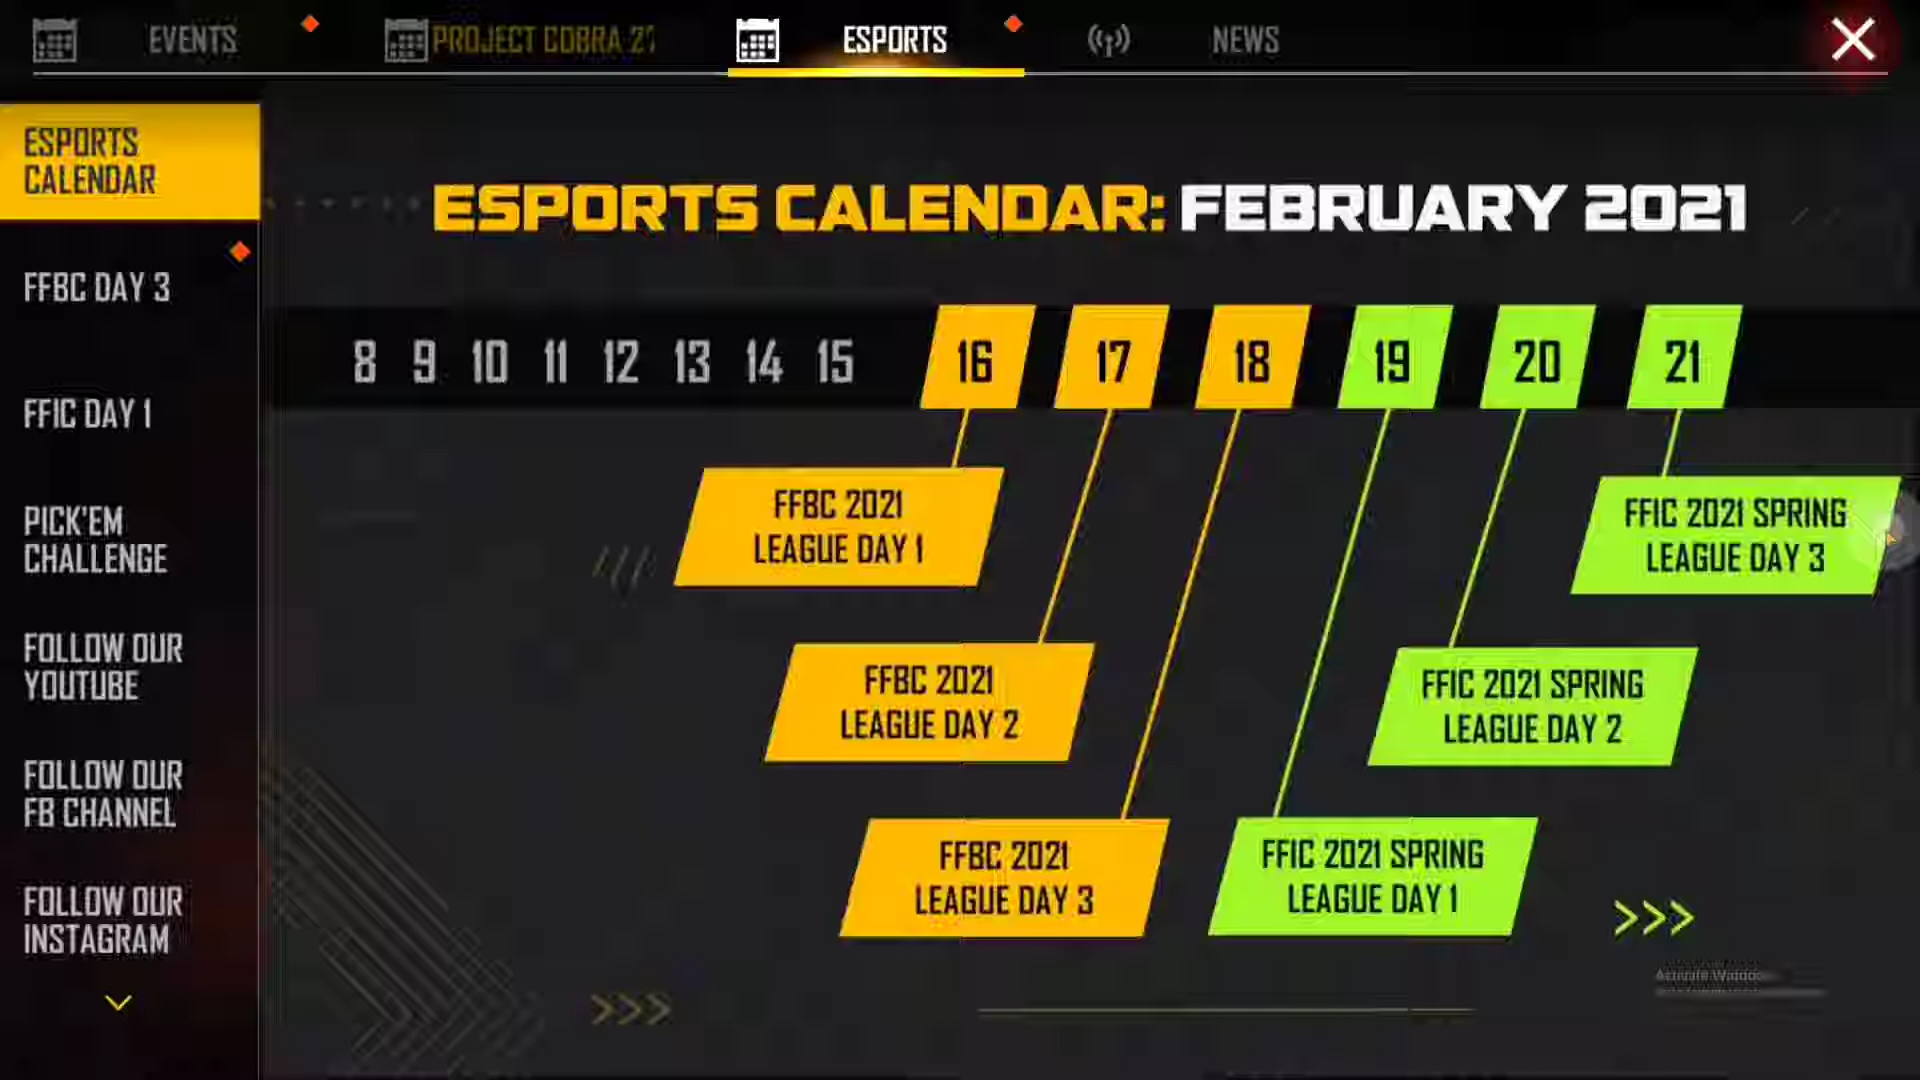 EVENTS
PROJECT COBRA 2
ESPORTS
NEWS
ESPORTS
CALENDAR
FFBC DAY 3
FFIC DAY 1
PICK'EM
CHALLENGE
FOLLOW OUR
YOUTUBE
FOLLOW OUR
FB CHANNEL
FOLLOW OUR
INSTAGRAM
ESPORTS CALENDAR: FEBRUARY 2021
8 9 10 11 12 13 14 15 16 17 18 19 20 21
FFBC 2021
LEAGUE DAY 1
FFIC 2021 SPRING
LEAGUE DAY 3
FFBC 2021
LEAGUE DAY 2
FFIC 2021 SPRING
LEAGUE DAY 2
FFBC 2021
LEAGUE DAY 3
FFIC 2021 SPRING
LEAGUE DAY 1
Activate